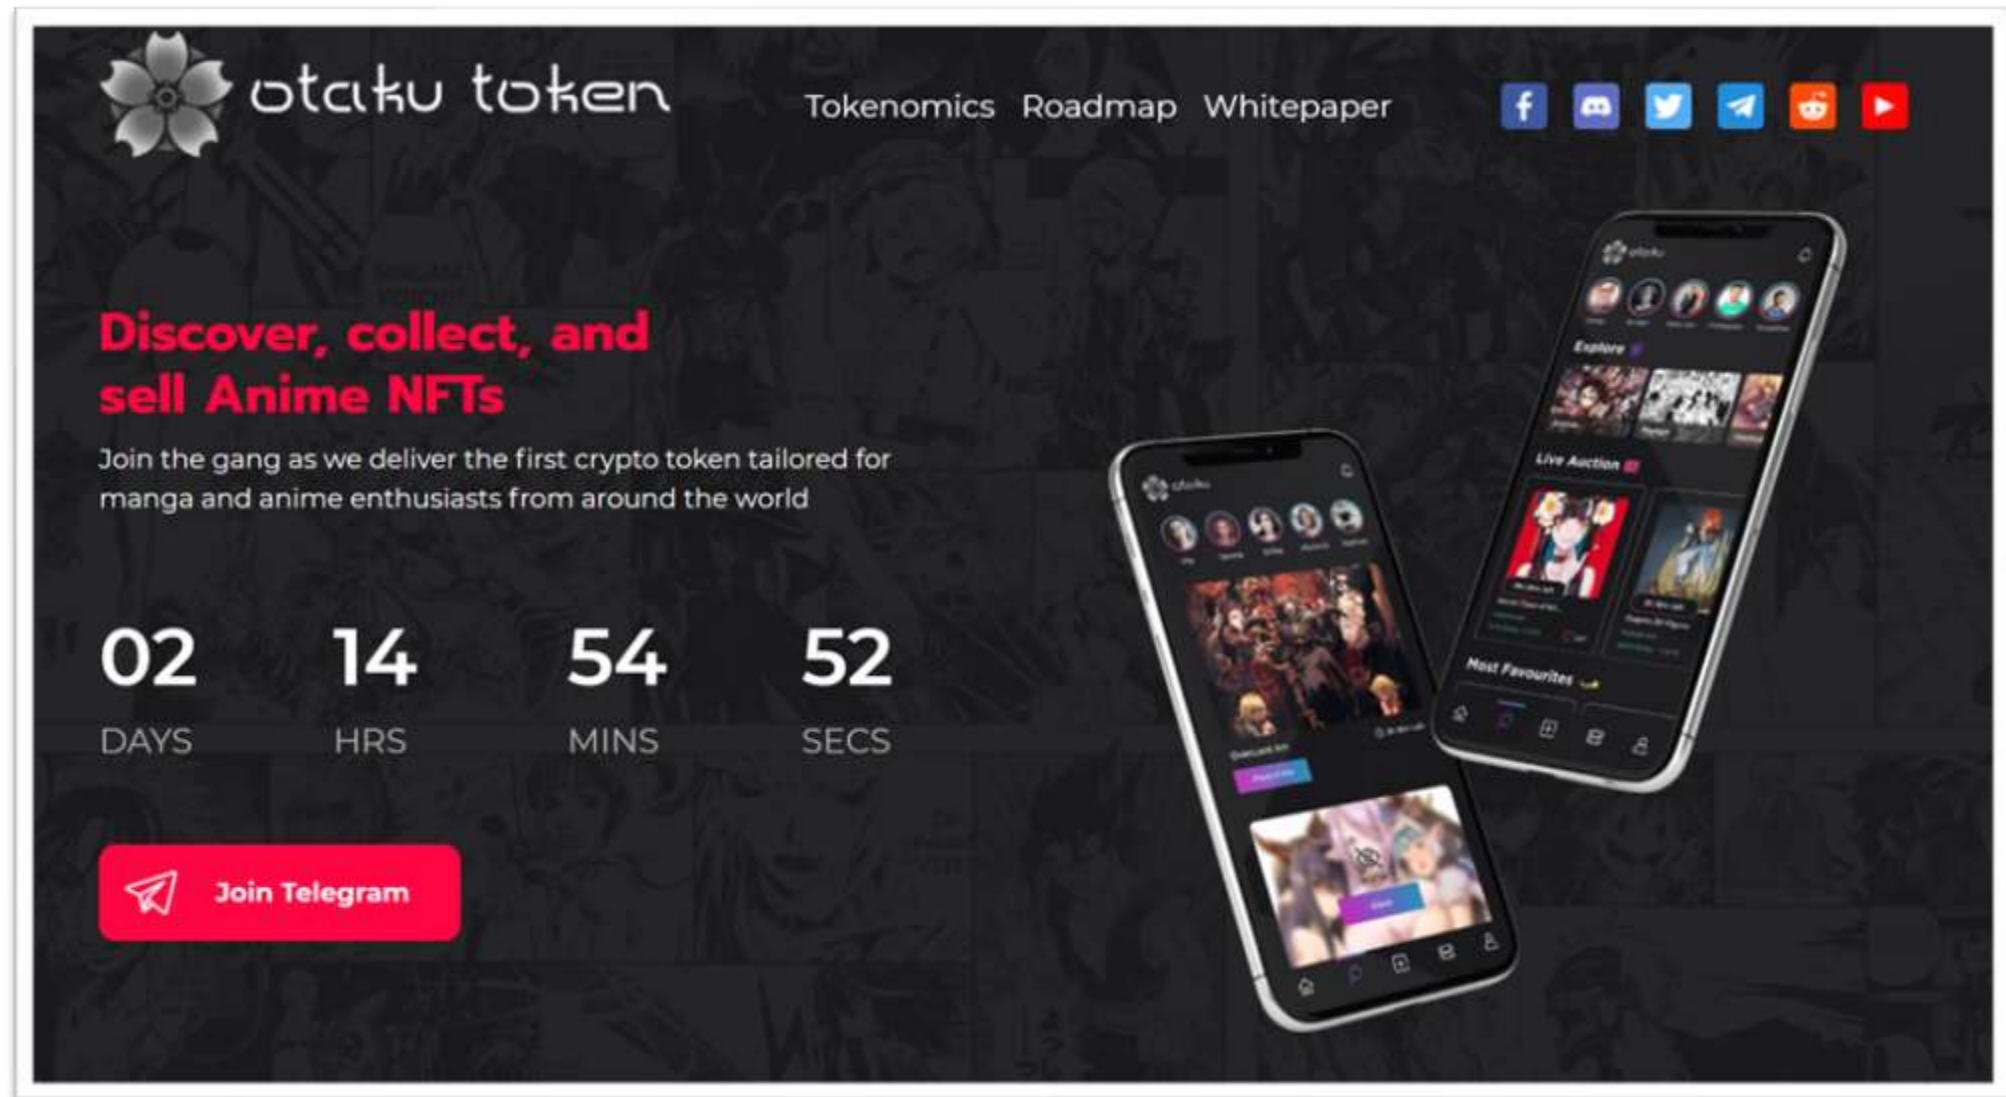 otaku token
Tokenomics Roadmap Whitepaper
Discover, collect, and
sell Anime NFTs
Join the gang as we deliver the first crypto token tailored for
manga and anime enthusiasts from around the world
02 14 54 52
DAYS HRS MINS SECS
Join Telegram
otaku
Explore
Live Auction
Most Favourites
otaku